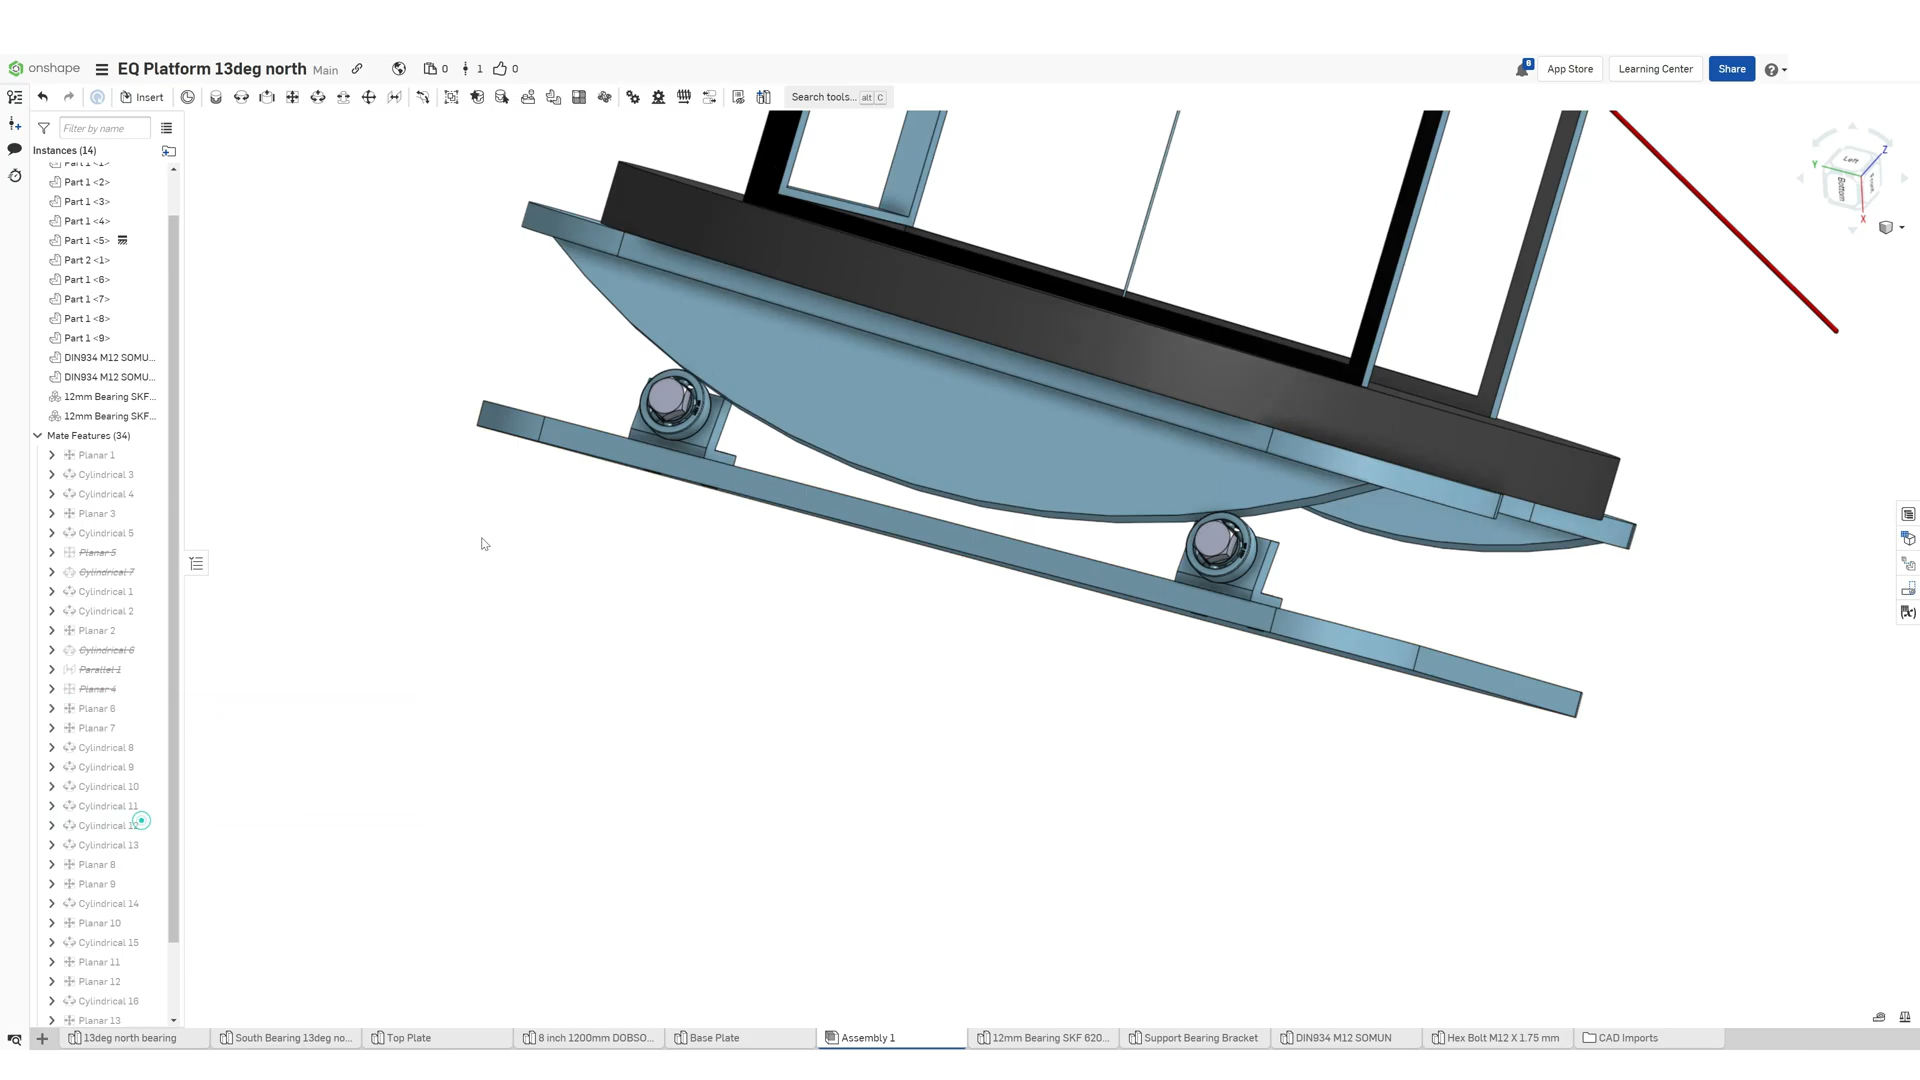 onshape EQ Platform 13deg north Main 0 1 0 8 App Store Learning Center Share
Insert Search tools... alt C
Filter by name
Instances (14)
Part 1 <1>
Part 1 <2>
Part 1 <3>
Part 1 <4>
Part 1 <5>
Part 2 <1>
Part 1 <6>
Part 1 <7>
Part 1 <8>
Part 1 <9>
DIN934 M12 SOMU...
DIN934 M12 SOMU...
12mm Bearing SKF...
12mm Bearing SKF...
Mate Features (34)
Planar 1
Cylindrical 3
Cylindrical 4
Planar 3
Cylindrical 5
Planar 5
Cylindrical 7
Cylindrical 1
Cylindrical 2
Planar 2
Cylindrical 6
Parallel 1
Planar 4
Planar 6
Planar 7
Cylindrical 8
Cylindrical 9
Cylindrical 10
Cylindrical 11
Cylindrical 12
Cylindrical 13
Planar 8
Planar 9
Cylindrical 14
Planar 10
Cylindrical 15
Planar 11
Planar 12
Cylindrical 16
Planar 13
Left
Bottom
Z
Y
X
13deg north bearing South Bearing 13deg no... Top Plate 8 inch 1200mm DOBSO... Base Plate Assembly 1 12mm Bearing SKF 620... Support Bearing Bracket DIN934 M12 SOMUN Hex Bolt M12 X 1.75 mm CAD Imports